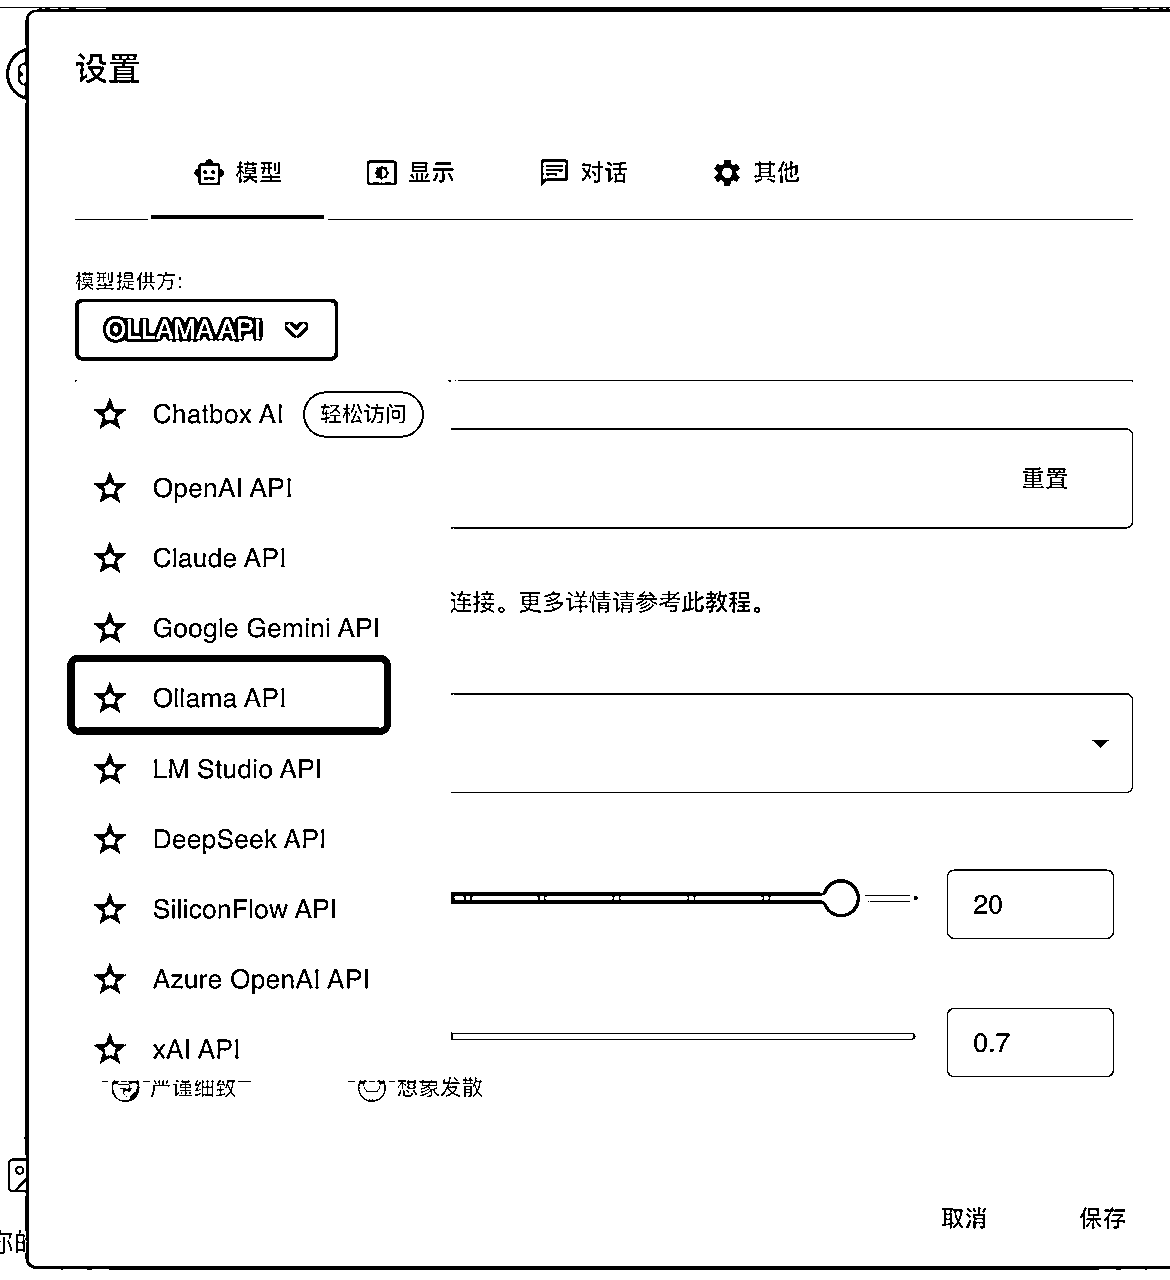 设置
模型
显示
对话
其他
模型提供方:
OLLAMA API
Chatbox AI 轻松访问
OpenAI API
重置
Claude API
连接。更多详情请参考此教程。
Google Gemini API
Ollama API
LM Studio API
DeepSeek API
SiliconFlow API
20
Azure OpenAI API
xAI API
0.7
严谨细致
想象发散
取消
保存
你的